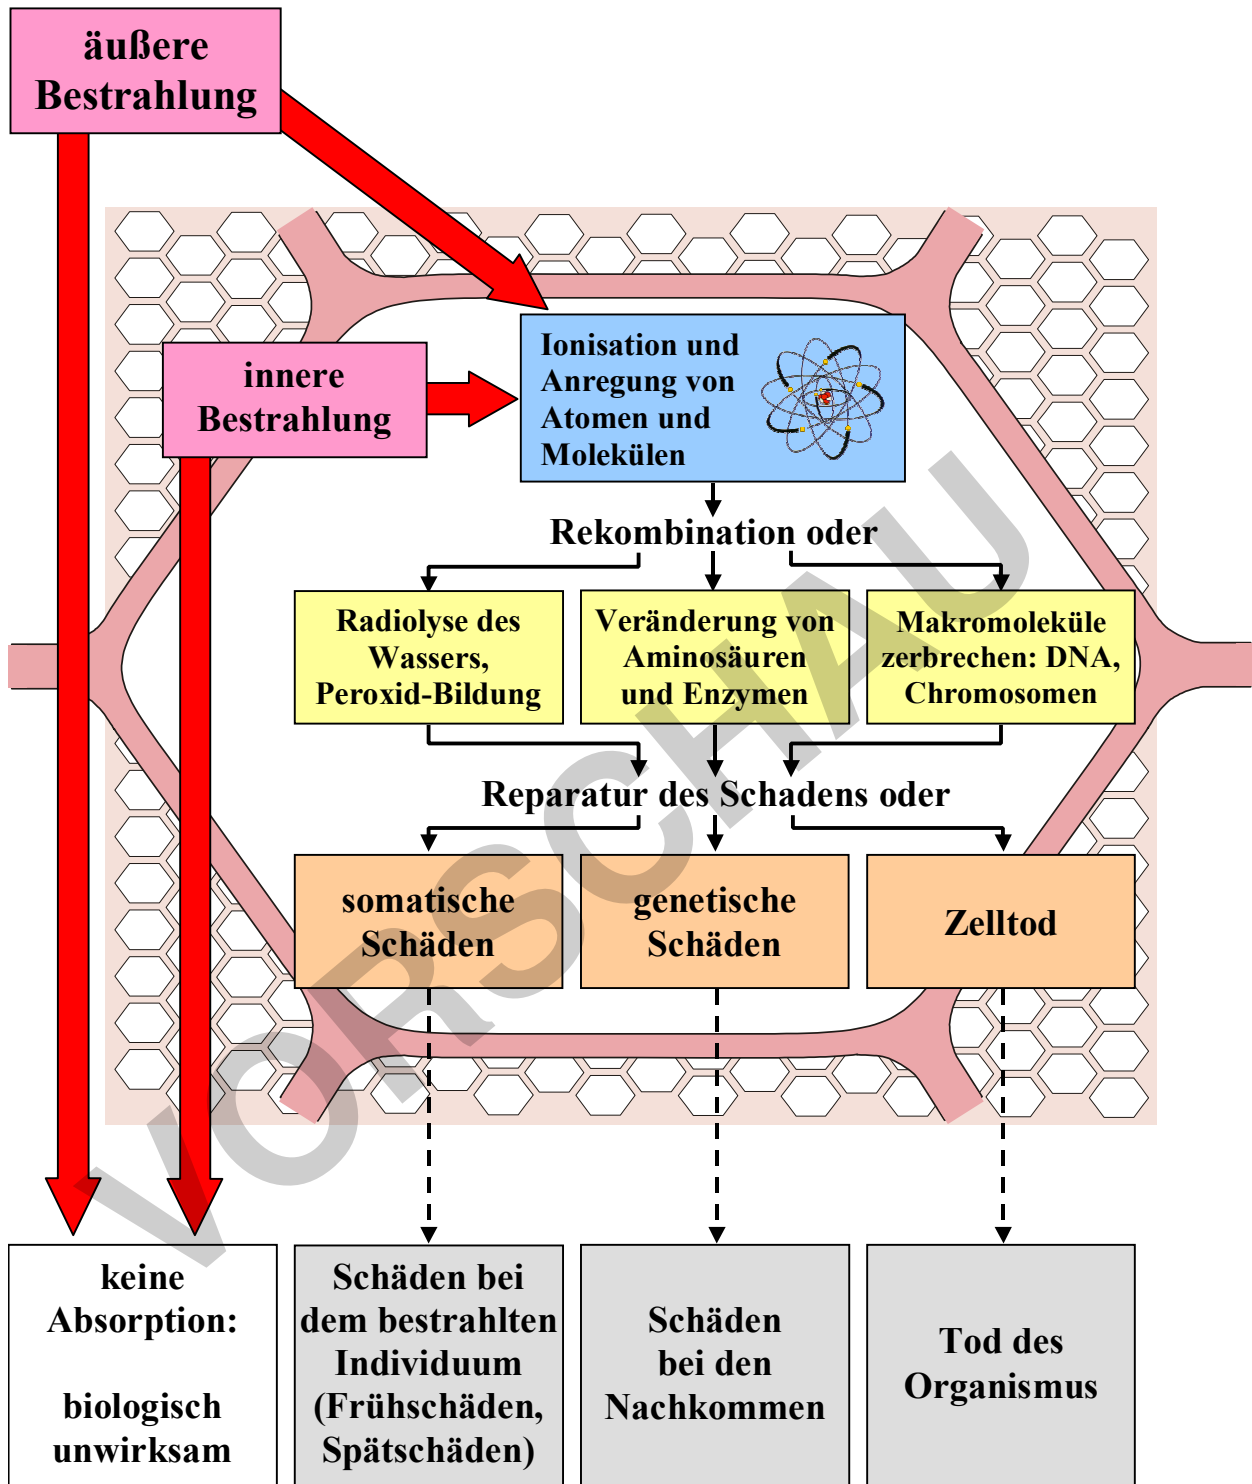 äußere
Bestrahlung
innere
Bestrahlung
Ionisation und
Anregung von
Atomen und
Molekülen
Rekombination oder
Radiolyse des
Wassers,
Peroxid-Bildung
Veränderung von
Aminosäuren
und Enzymen
Makromoleküle
zerbrechen: DNA,
Chromosomen
Reparatur des Schadens oder
somatische
Schäden
genetische
Schäden
Zelltod
keine
Absorption:
biologisch
unwirksam
Schäden bei
dem bestrahlten
Individuum
(Frühschäden,
Spätschäden)
Schäden
bei den
Nachkommen
Tod des
Organismus
VORSCHAU